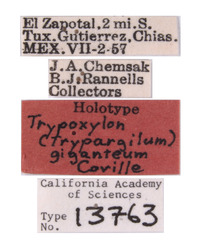 El Zapotal, 2 mi. S.
Tux. Gutierrez, Chias.
MEX. VII-2-57
J. A. Chemsak
B. J. Rannells
Collectors
Holotype
Trypoxylon
(trypargilum)
giganteum
Coville
California Academy
of Sciences
Type
No. 13763